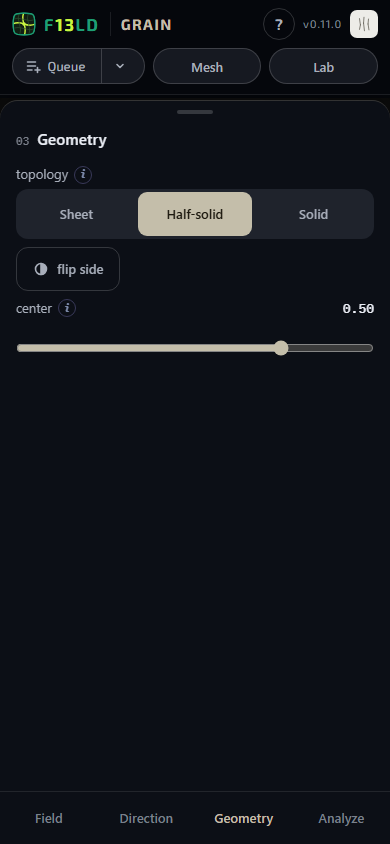 F13LD GRAIN ? v0.11.0
Queue Mesh Lab
03 Geometry
topology i
Sheet Half-solid Solid
flip side
center i 0.50
Field Direction Geometry Analyze